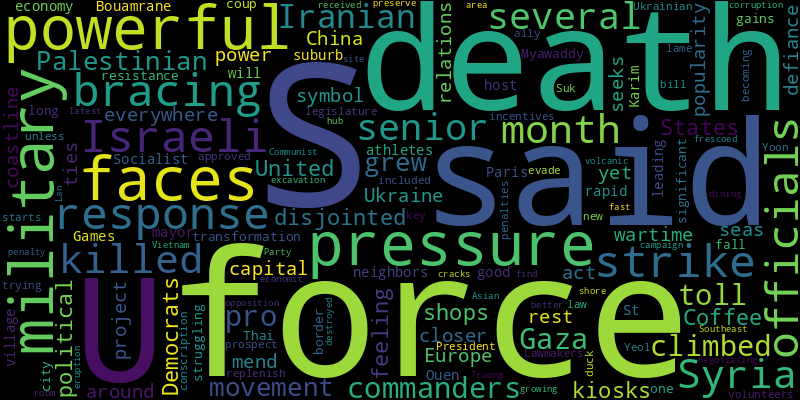 economy Bouamrane coup received preserve area Ukrainian corruption
powerful Iranian several death
China ally relations popularity lame becoming defiance
Palestinian power suburb Myawaddy gains
resistance will host Karim bill
bracing symbol seeks Suk
military coastline long everywhere legislature hub incentives
Israeli S senior month States
latest ties athletes said unless
faces Socialist approved grew Paris evade volcanic yet leading significant frescoed Yoon
United Communist excavation included penalties rapid
lan Ukraine key new fast dining
response disjointed wartime seas officials
starts Games mayor pressure campaign fall
penalty Vietnam transformation Party cracks act
killed capital neighbors good strike
trying U force economic find law shore
village political project Democrats pro opposition feeling Asian better toll
prospect border destroyed shops President St Coffee
conscription struggling Thai rest Southeast
city mend closer Gaza Yeol climbed
eruption replenish Europe Lawmakers duck negotiating
room around movement commanders Ouen Truong growing kiosks one Syria volunteers
site